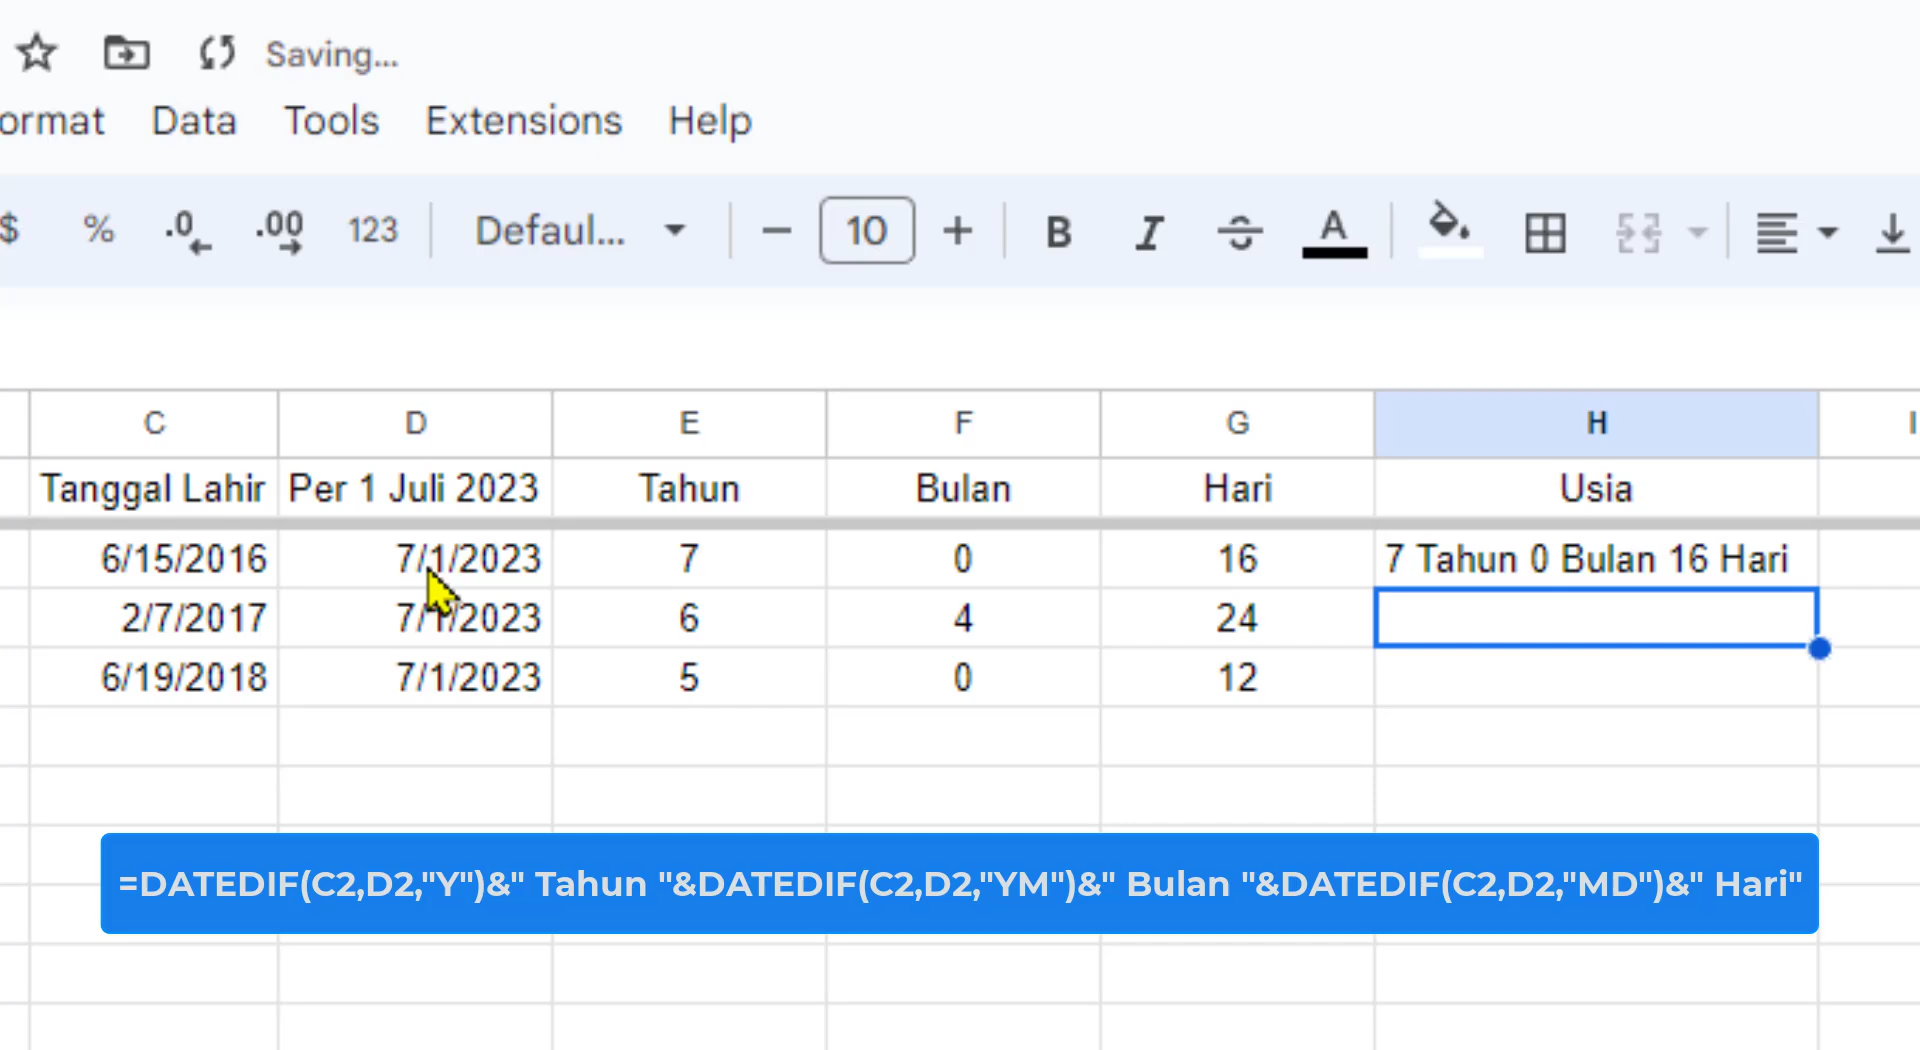 Saving...
ormat Data Tools Extensions Help
$ % .0 .00 123 Defaul... 10 B I A
C D E F G H I
Tanggal Lahir Per 1 Juli 2023 Tahun Bulan Hari Usia
6/15/2016 7/1/2023 7 0 16 7 Tahun 0 Bulan 16 Hari
2/7/2017 7/1/2023 6 4 24
6/19/2018 7/1/2023 5 0 12
=DATEDIF(C2,D2,"Y")&" Tahun "&DATEDIF(C2,D2,"YM")&" Bulan "&DATEDIF(C2,D2,"MD")&" Hari"